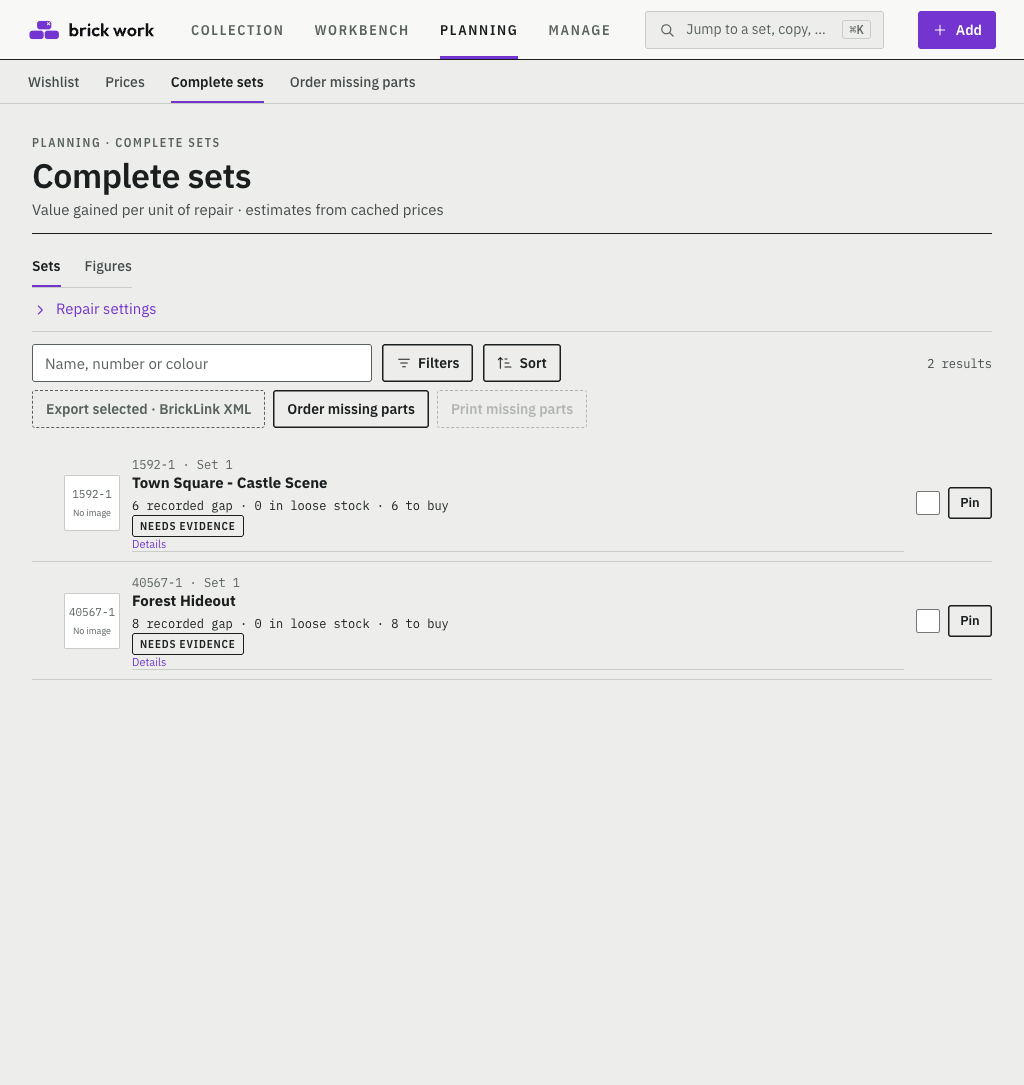 brick work
COLLECTION
WORKBENCH
PLANNING
MANAGE
Jump to a set, copy, ...
⌘K
Add
Wishlist
Prices
Complete sets
Order missing parts
PLANNING · COMPLETE SETS
Complete sets
Value gained per unit of repair · estimates from cached prices
Sets
Figures
Repair settings
Name, number or colour
Filters
Sort
2 results
Export selected · BrickLink XML
Order missing parts
Print missing parts
1592-1
No image
1592-1 · Set 1
Town Square - Castle Scene
6 recorded gap · 0 in loose stock · 6 to buy
NEEDS EVIDENCE
Details
Pin
40567-1
No image
40567-1 · Set 1
Forest Hideout
8 recorded gap · 0 in loose stock · 8 to buy
NEEDS EVIDENCE
Details
Pin